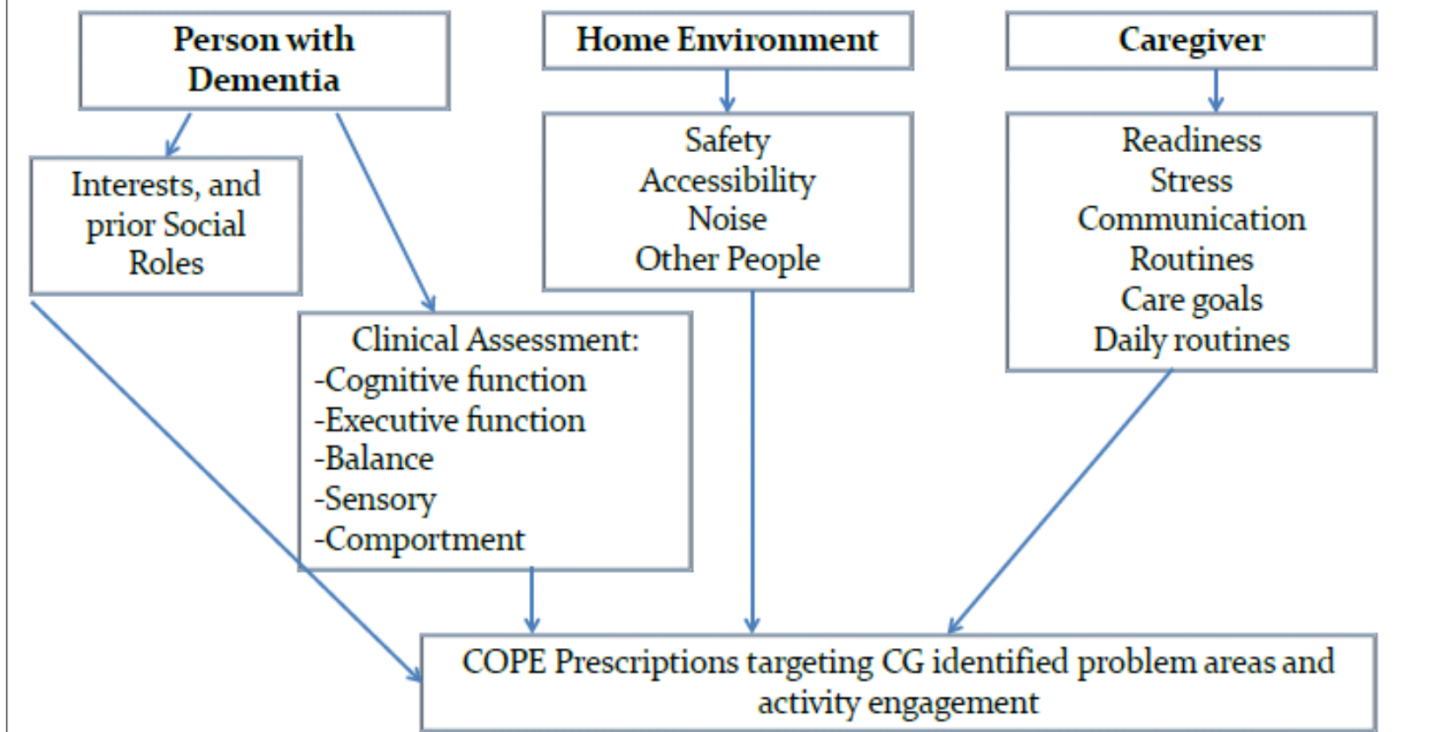 Person with
Dementia
Home Environment
Caregiver
Interests, and
prior Social
Roles
Safety
Accessibility
Noise
Other People
Readiness
Stress
Communication
Routines
Care goals
Daily routines
Clinical Assessment:
-Cognitive function
-Executive function
-Balance
-Sensory
-Comportment
COPE Prescriptions targeting CG identified problem areas and
activity engagement